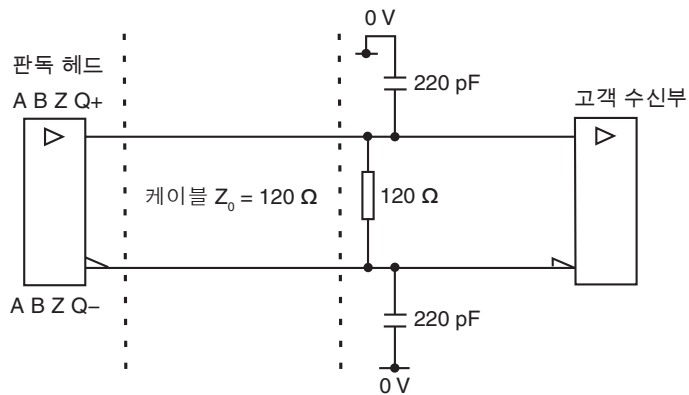 0 V
판독 헤드
A B Z Q+
220 pF
고객 수신부
케이블 Z₀ = 120 Ω
120 Ω
A B Z Q−
220 pF
0 V